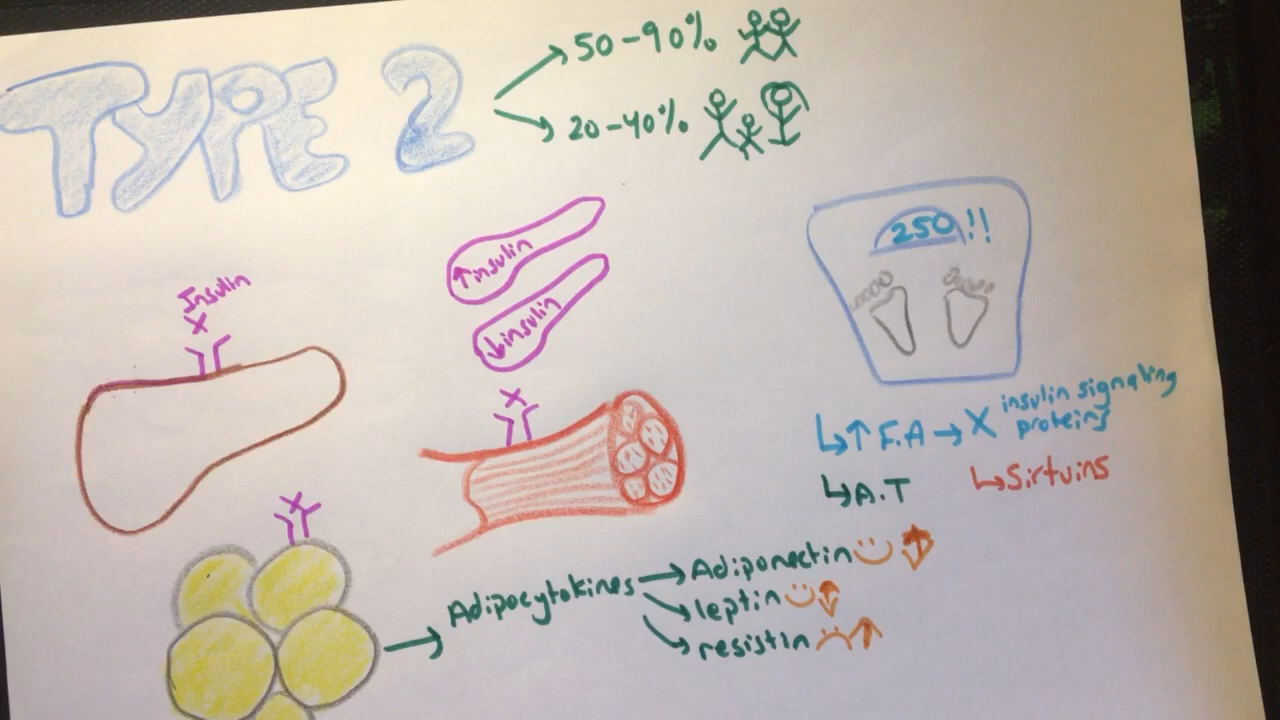 TYPE 2
50-90%
20-40%
Insulin
X
↑insulin
↓insulin
X
250!!
↳↑ F.A → X insulin signaling
proteins
↳A.T
↳Sirtuins
X
→ Adipocytokines → Adiponectin
leptin
resistin